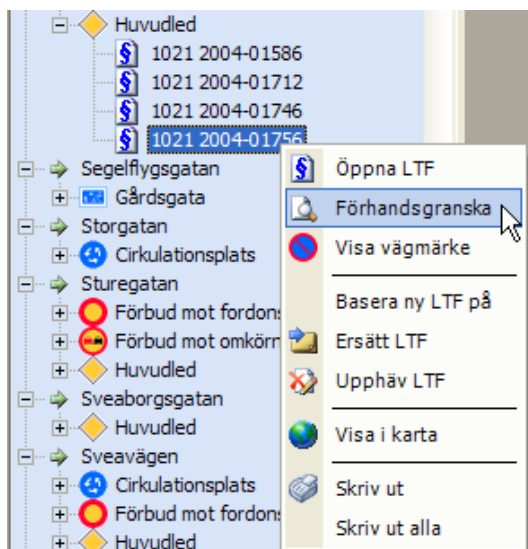 Huvudled
1021 2004-01586
1021 2004-01712
1021 2004-01746
1021 2004-01756
Segelflygsgatan
Gårdsgata
Storgatan
Cirkulationsplats
Sturegatan
Förbud mot fordons
Förbud mot omkörn
Huvudled
Sveaborgsgatan
Huvudled
Sveavägen
Cirkulationsplats
Förbud mot fordons
Huvudled
Öppna LTF
Förhandsgranska
Visa vägmärke
Basera ny LTF på
Ersätt LTF
Upphäv LTF
Visa i karta
Skriv ut
Skriv ut alla